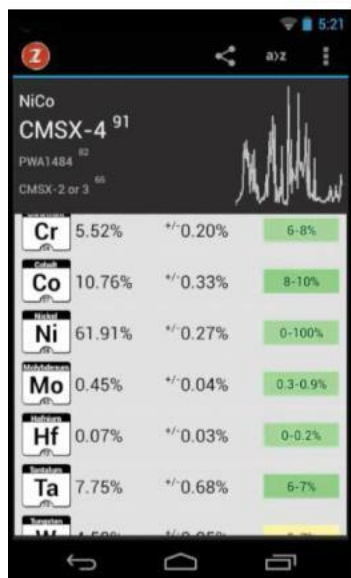 5:21
Z
a>z
NiCo
CMSX-4 91
PWA1484 82
CMSX-2 or 3 66
Cr 5.52% +/-0.20% 6-8%
Cobalt
Co 10.76% +/-0.33% 8-10%
Nickel
Ni 61.91% +/-0.27% 0-100%
Molybdenum
Mo 0.45% +/-0.04% 0.3-0.9%
Hafnium
Hf 0.07% +/-0.03% 0-0.2%
Tantalum
Ta 7.75% +/-0.68% 6-7%
Tungsten
W